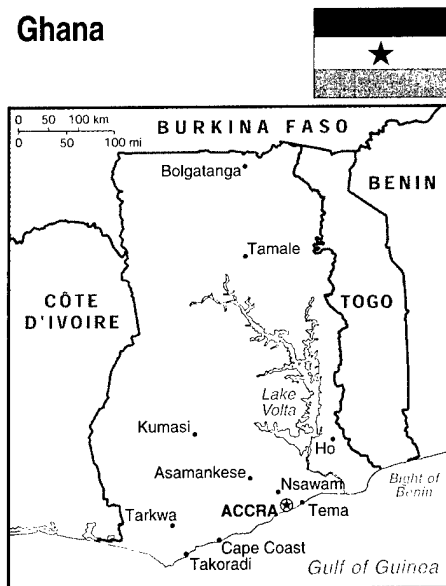 Ghana
0 50 100 km
0 50 100 mi
BURKINA FASO
Bolgatanga
BENIN
Tamale
CÔTE
D'IVOIRE
TOGO
Lake
Volta
Kumasi
Ho
Asamankese
Nsawam
Bight of
Benin
ACCRA
Tema
Tarkwa
Cape Coast
Takoradi
Gulf of Guinea